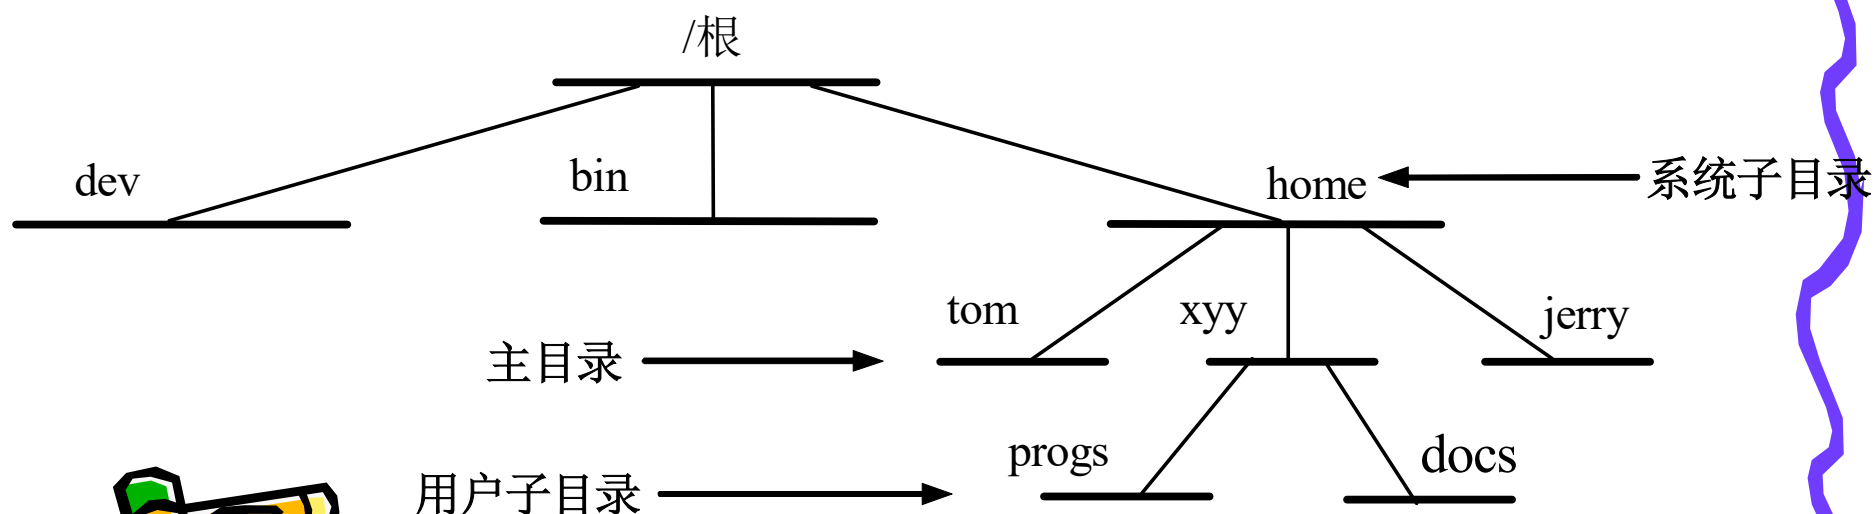 /根
dev
bin
home
系统子目录
tom
xyy
jerry
主目录
progs
docs
用户子目录